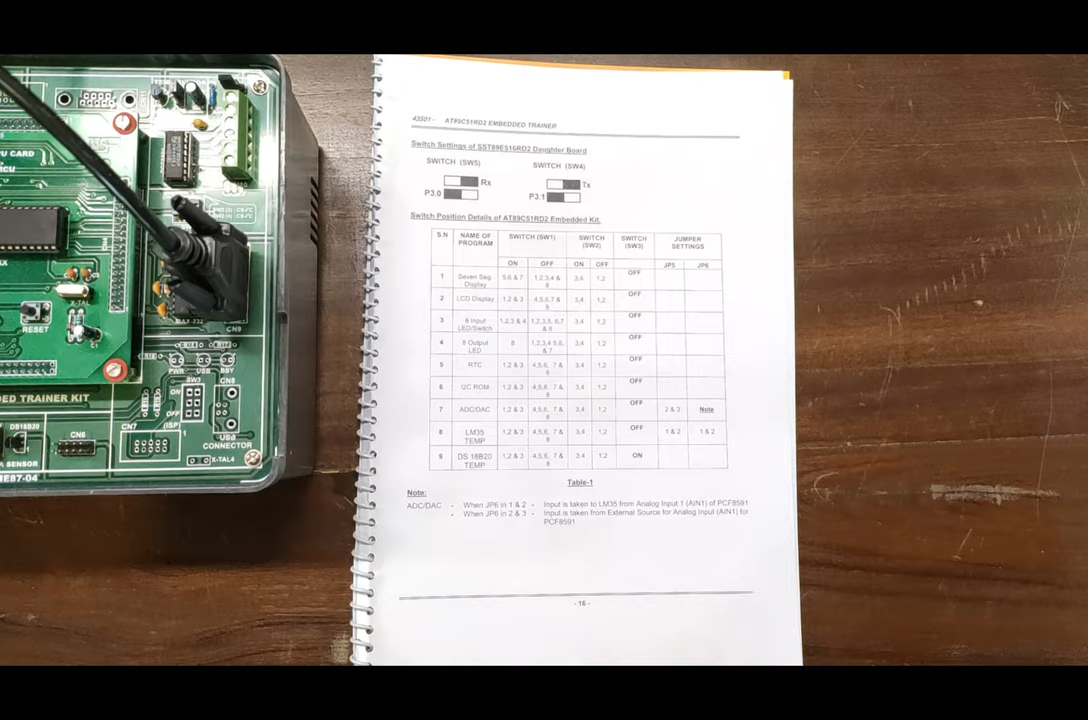 43501 - AT89C51RD2 EMBEDDED TRAINER
Switch Settings of SST89E516RD2 Daughter Board
SWITCH (SW5) SWITCH (SW4)
Rx Tx
P3.0 P3.1
Switch Position Details of AT89C51RD2 Embedded Kit.
S.N NAME OF PROGRAM SWITCH (SW1) SWITCH (SW2) SWITCH (SW3) JUMPER SETTINGS
ON OFF ON OFF JP5 JP6
1 Seven Seg. Display 5,6 & 7 1,2,3,4 & 8 3,4 1,2 OFF
2 LCD Display 1,2 & 3 4,5,6,7 & 8 3,4 1,2 OFF
3 8 Input LED/Switch 1,2,3 & 4 1,2,3,5, 6,7 & 8 3,4 1,2 OFF
4 8 Output LED 8 1,2,3,4 5,6, & 7 3,4 1,2 OFF
5 RTC 1,2 & 3 4,5,6, 7 & 8 3,4 1,2 OFF
6 I2C ROM 1,2 & 3 4,5,6, 7 & 8 3,4 1,2 OFF
7 ADC/DAC 1,2 & 3 4,5,6, 7 & 8 3,4 1,2 OFF 2 & 3 Note
8 LM35 TEMP 1,2 & 3 4,5,6, 7 & 8 3,4 1,2 OFF 1 & 2 1 & 2
9 DS 18B20 TEMP 1,2 & 3 4,5,6, 7 & 8 3,4 1,2 ON
Table-1
Note:
ADC/DAC - When JP6 in 1 & 2 - Input is taken to LM35 from Analog Input 1 (AIN1) of PCF8591
- When JP6 in 2 & 3 - Input is taken from External Source for Analog Input (AIN1) for
PCF8591
- 16 -
PU CARD
MCU
X-TAL
RESET
CN9
PWR USB BSY
SW3
CN8
ON
OFF
(ISP)
DED TRAINER KIT
DS18B20
CN6
CN7
1
USB
CONNECTOR
X-TAL4
A SENSOR
ME87-04